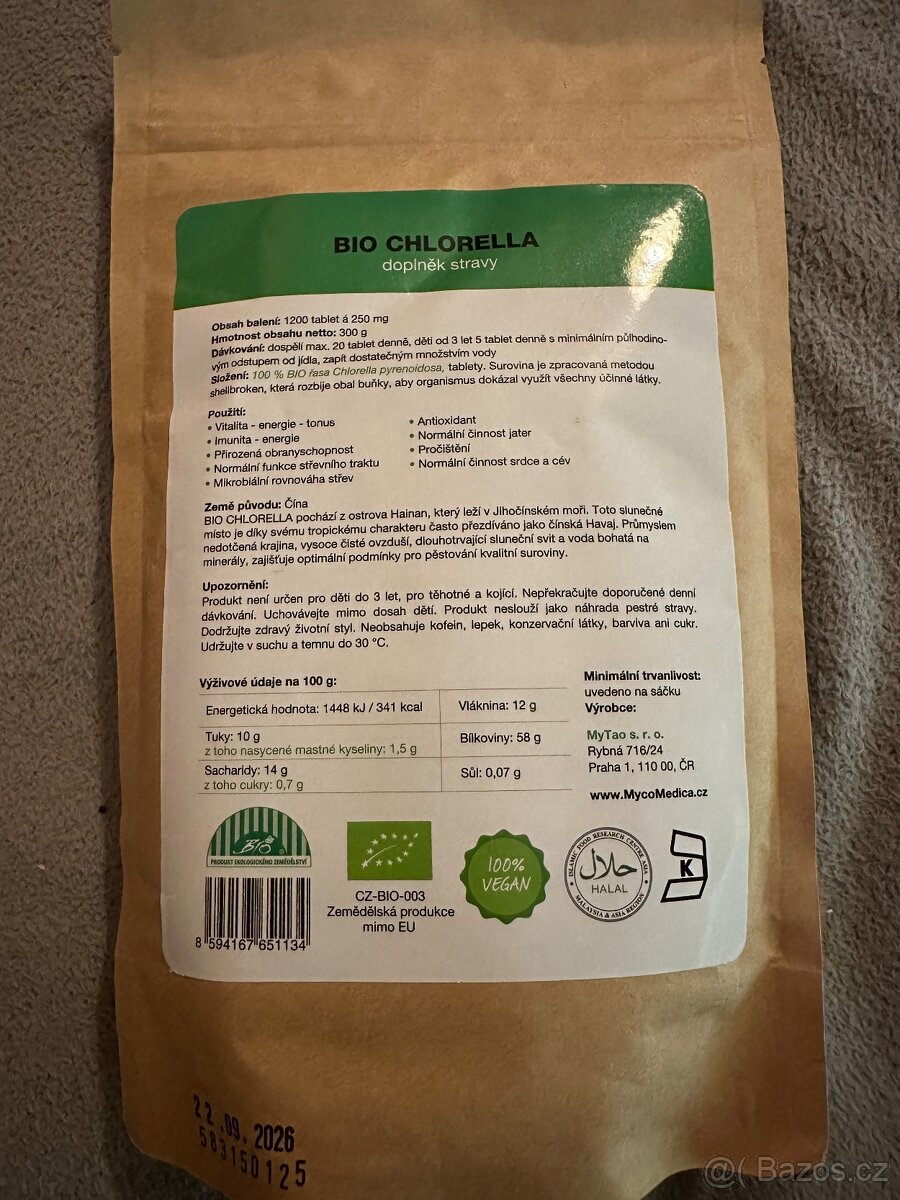 BIO CHLORELLA
doplněk stravy
Obsah balení: 1200 tablet á 250 mg
Hmotnost obsahu netto: 300 g
Dávkování: dospělí max. 20 tablet denně, děti od 3 let 5 tablet denně s minimálním půlhodino-
vým odstupem od jídla, zapít dostatečným množstvím vody
Složení: 100 % BIO řasa Chlorella pyrenoidosa, tablety. Surovina je zpracovaná metodou
shellbroken, která rozbije obal buňky, aby organismus dokázal využít všechny účinné látky.
Použití:
• Vitalita - energie - tonus
• Imunita - energie
• Přirozená obranyschopnost
• Normální funkce střevního traktu
• Mikrobiální rovnováha střev
• Antioxidant
• Normální činnost jater
• Pročištění
• Normální činnost srdce a cév
Země původu: Čína
BIO CHLORELLA pochází z ostrova Hainan, který leží v Jihočínském moři. Toto slunečné
místo je díky svému tropickému charakteru často přezdíváno jako čínská Havaj. Průmyslem
nedotčená krajina, vysoce čisté ovzduší, dlouhotrvající sluneční svit a voda bohatá na
minerály, zajišťuje optimální podmínky pro pěstování kvalitní suroviny.
Upozornění:
Produkt není určen pro děti do 3 let, pro těhotné a kojící. Nepřekračujte doporučené denní
dávkování. Uchovávejte mimo dosah dětí. Produkt neslouží jako náhrada pestré stravy.
Dodržujte zdravý životní styl. Neobsahuje kofein, lepek, konzervační látky, barviva ani cukr.
Udržujte v suchu a temnu do 30 °C.
Výživové údaje na 100 g:
Energetická hodnota: 1448 kJ / 341 kcal
Vláknina: 12 g
Tuky: 10 g
z toho nasycené mastné kyseliny: 1,5 g
Bílkoviny: 58 g
Sacharidy: 14 g
z toho cukry: 0,7 g
Sůl: 0,07 g
Minimální trvanlivost:
uvedeno na sáčku
Výrobce:
MyTao s. r. o.
Rybná 716/24
Praha 1, 110 00, ČR
www.MycoMedica.cz
BIO
PRODUKT EKOLOGICKÉHO ZEMĚDĚLSTVÍ
8 594167 651134
CZ-BIO-003
Zemědělská produkce
mimo EU
100%
VEGAN
ISLAMIC FOOD RESEARCH CENTRE ASIA
حلال
HALAL
MALAYSIA & ASIA REGION
K
22.09.2026
583150125
@( Bazos.cz